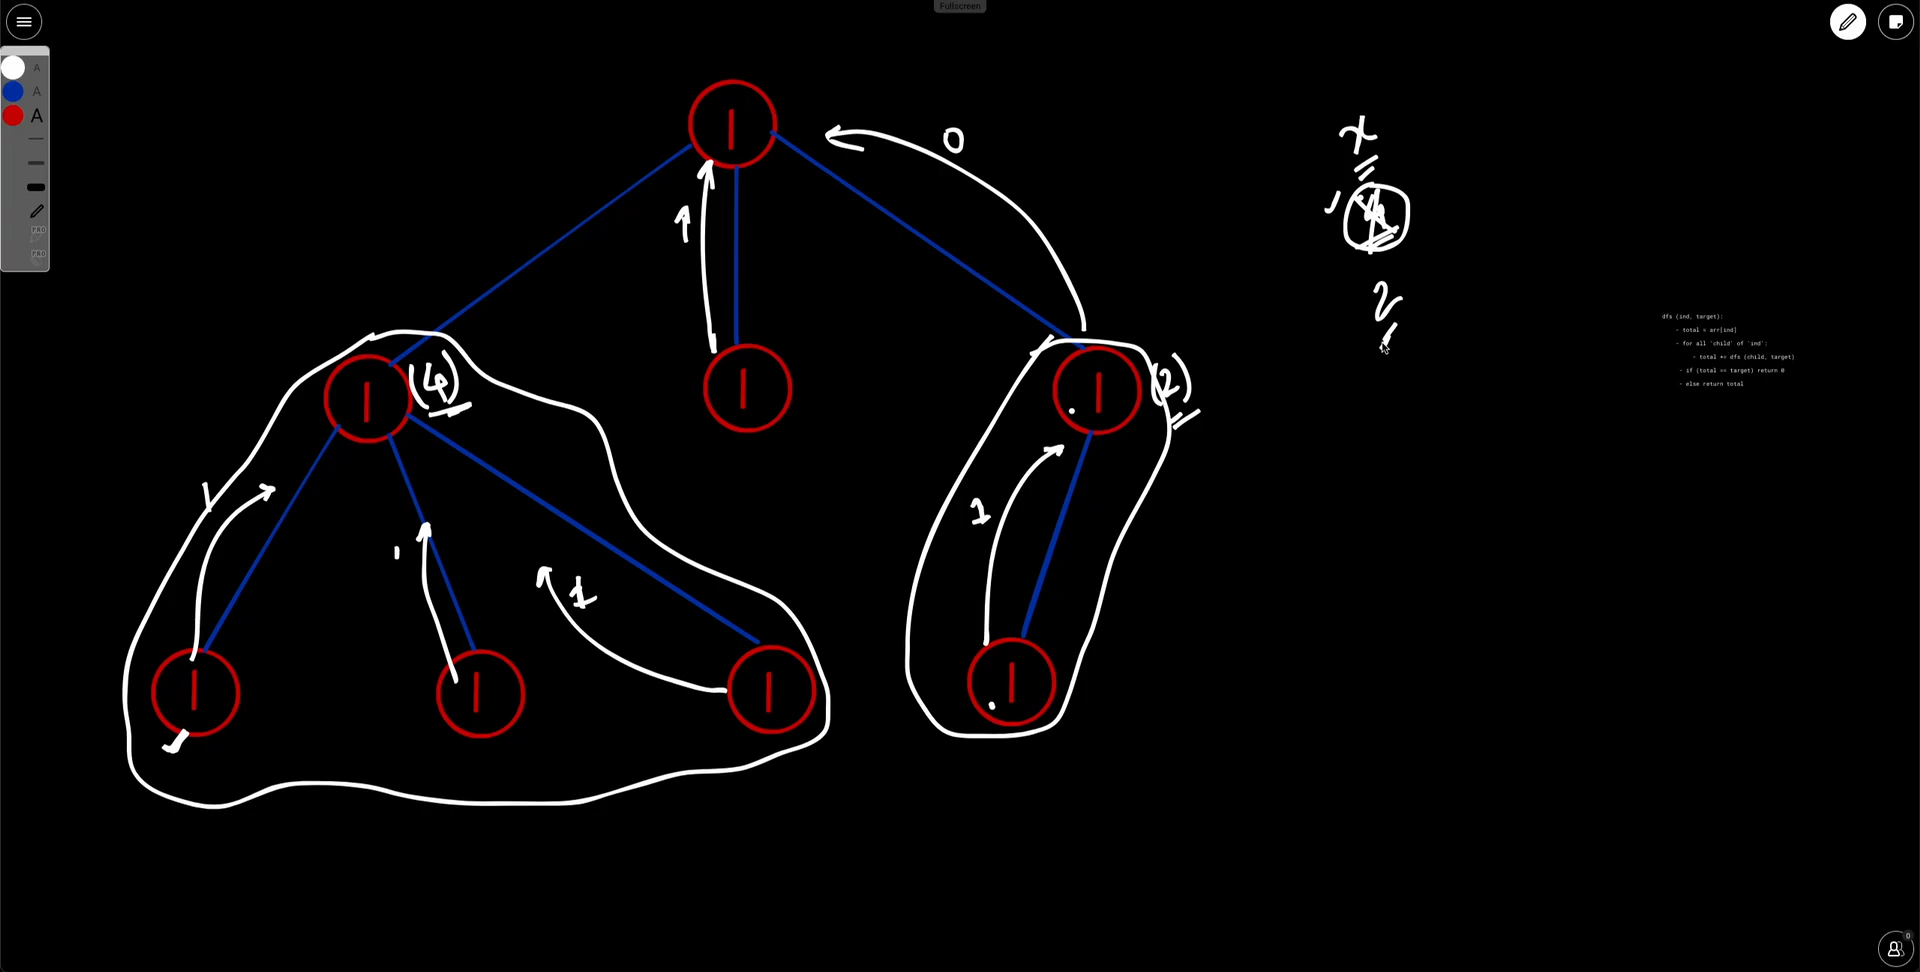 Fullscreen
A
A
A
PRO
PRO
1
0
x
1
2
1
(4)
1
1
(2)
1
1
1
1
1
1
1
dfs (ind, target):
- total = arr[ind]
- for all 'child' of 'ind':
- total += dfs (child, target)
- if (total == target) return 0
- else return total
0